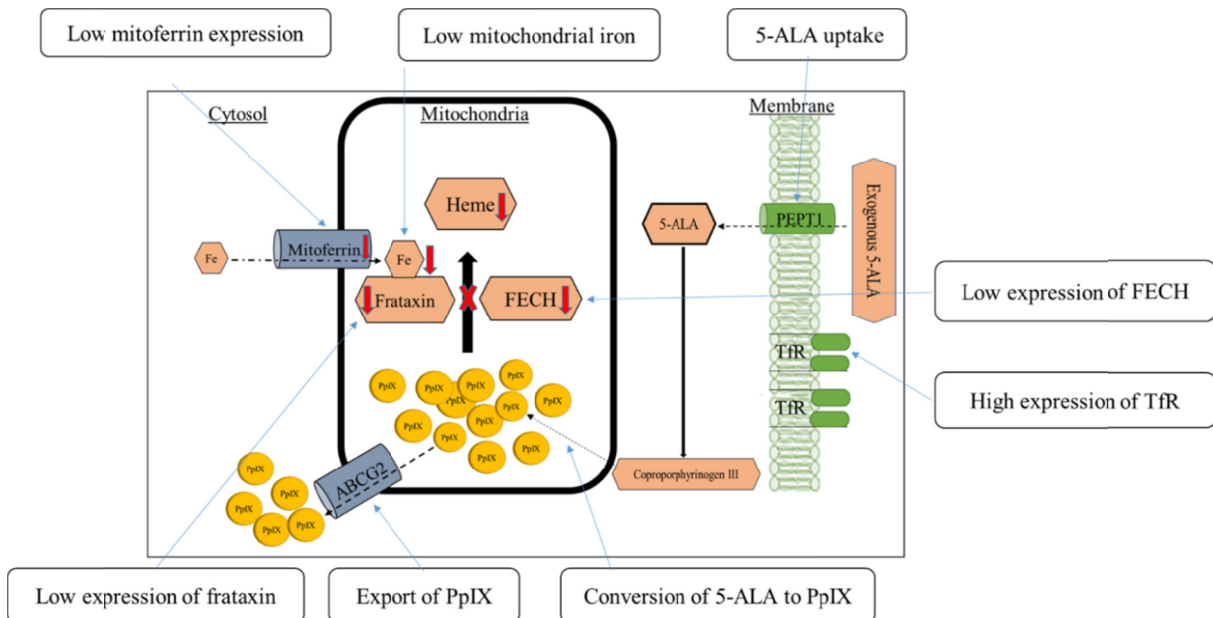 Low mitoferrin expression
Low mitochondrial iron
5-ALA uptake
Cytosol
Mitochondria
Membrane
Heme
Exogenous 5-ALA
5-ALA
PEPT1
Mitoferrin
Fe
Fe
Frataxin
X
FECH
Low expression of FECH
TfR
High expression of TfR
TfR
PpIX
PpIX
PpIX
PpIX
PpIX
PpIX
PpIX
PpIX
PpIX
PpIX
PpIX
PpIX
PpIX
PpIX
Coproporphyrinogen III
ABCG2
PpIX
PpIX
PpIX
PpIX
PpIX
PpIX
Low expression of frataxin
Export of PpIX
Conversion of 5-ALA to PpIX